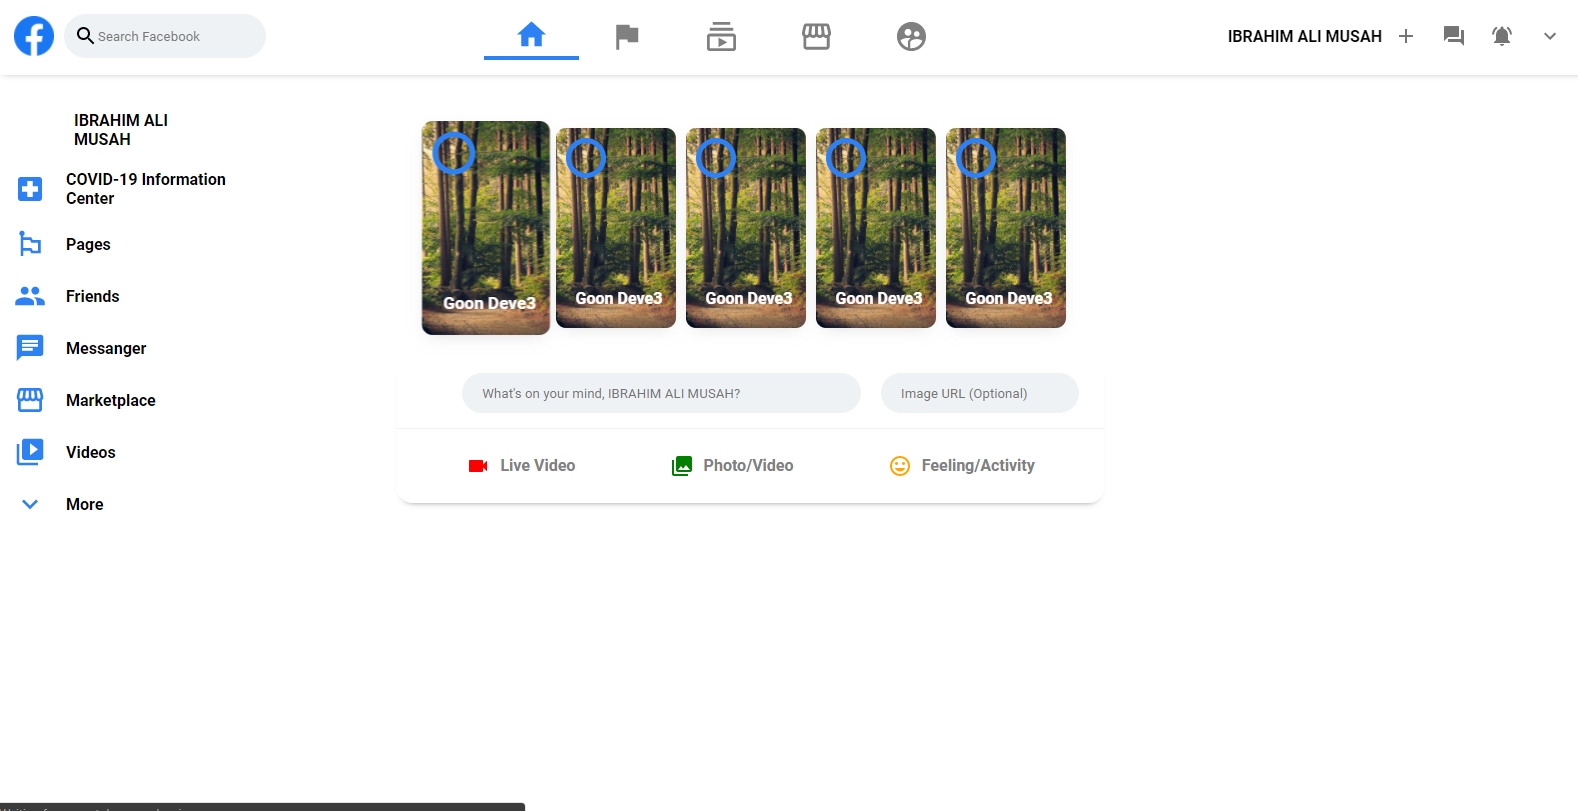 Search Facebook
IBRAHIM ALI MUSAH
IBRAHIM ALI
MUSAH
COVID-19 Information
Center
Pages
Friends
Messanger
Marketplace
Videos
More
Goon Deve3
Goon Deve3
Goon Deve3
Goon Deve3
Goon Deve3
What's on your mind, IBRAHIM ALI MUSAH?
Image URL (Optional)
Live Video
Photo/Video
Feeling/Activity